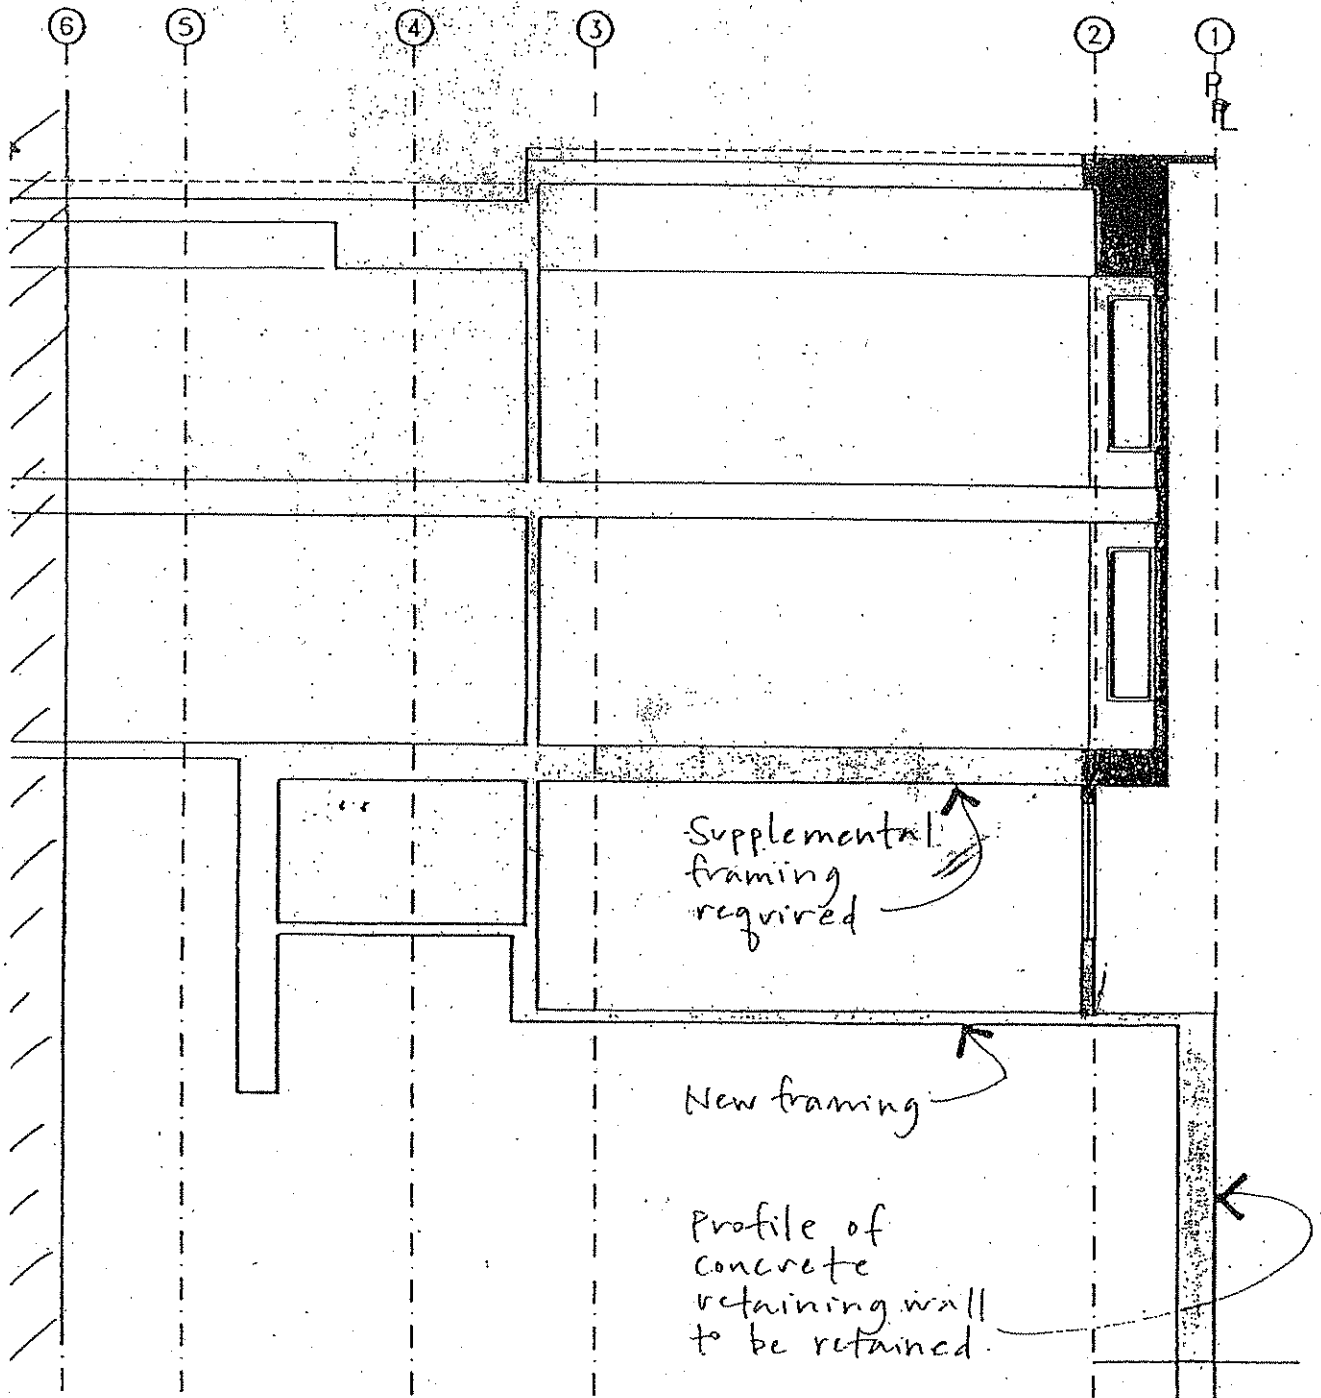 6 5 4 3 2 1
PL
Supplemental
framing
required
New framing
Profile of
concrete
retaining wall
to be retained.